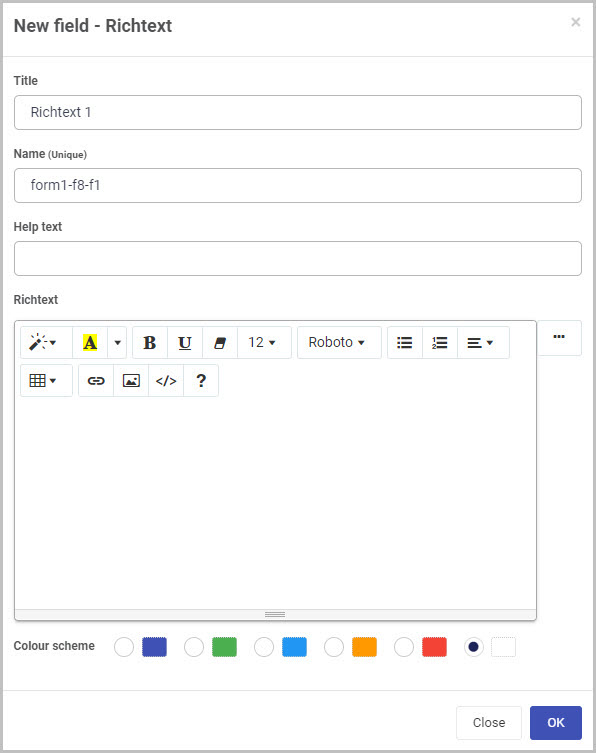 New field - Richtext ×
Title
Richtext 1
Name (Unique)
form1-f8-f1
Help text
Richtext
A B U 12 Roboto ...
</> ?
Colour scheme
Close OK